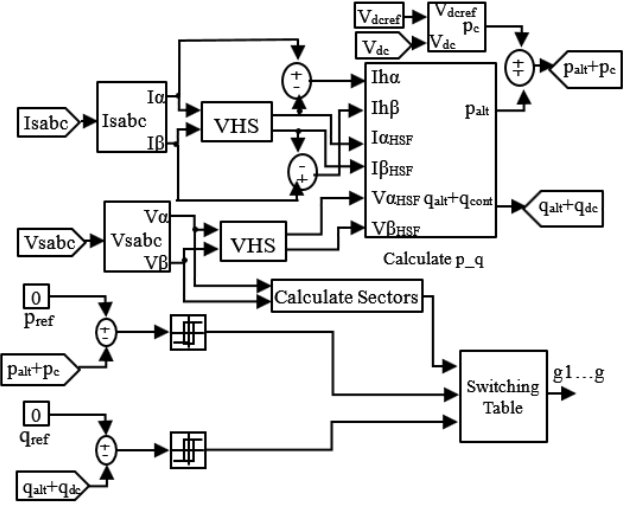 Vdcref
Vdc
Vdcref
pc
Vdc
palt+pc
Isabc
Isabc
Iα
Iβ
VHS
Ihα
Ihβ
IαHSF
IβHSF
VαHSF
VβHSF
palt
qalt+qcont
qalt+qdc
Calculate p_q
Vsabc
Vsabc
Vα
Vβ
VHS
Calculate Sectors
0
pref
palt+pc
0
qref
qalt+qdc
Switching
Table
g1...g